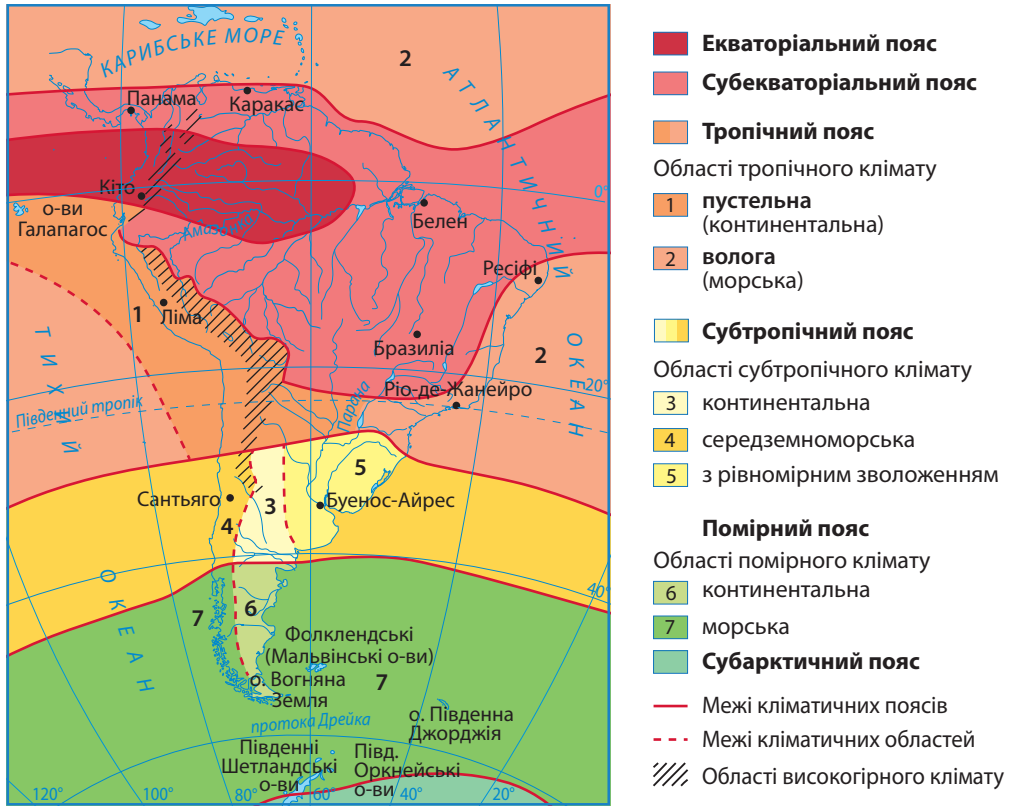 КАРИБСЬКЕ МОРЕ
2
АТЛАНТИЧНИЙ
ОКЕАН
Панама
Каракас
Кіто
о-ви
Галапагос
0°
Амазонка
Белен
Ресіфі
1
Ліма
Бразиліа
2
ТИХИЙ
ОКЕАН
20°
Ріо-де-Жанейро
Південний тропік
Парана
5
Сантьяго
3
Буенос-Айрес
4
40°
7
6
Фолклендські
(Мальвінські о-ви)
7
о. Вогняна
Земля
о. Південна
Джорджія
протока Дрейка
Південні
Шетландські
о-ви
Півд.
Оркнейські
о-ви
120°
100°
80°
60°
40°
20°
Екваторіальний пояс
Субекваторіальний пояс
Тропічний пояс
Області тропічного клімату
1 пустельна
(континентальна)
2 волога
(морська)
Субтропічний пояс
Області субтропічного клімату
3 континентальна
4 середземноморська
5 з рівномірним зволоженням
Помірний пояс
Області помірного клімату
6 континентальна
7 морська
Субарктичний пояс
Межі кліматичних поясів
Межі кліматичних областей
Області високогірного клімату